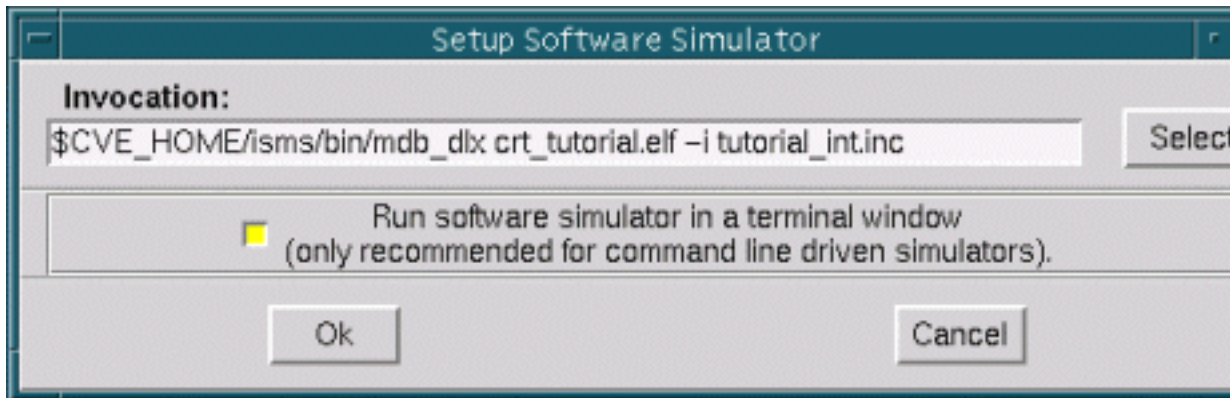 Setup Software Simulator
Invocation:
$CVE_HOME/isms/bin/mdb_dlx crt_tutorial.elf –i tutorial_int.inc
Select
Run software simulator in a terminal window
(only recommended for command line driven simulators).
Ok
Cancel